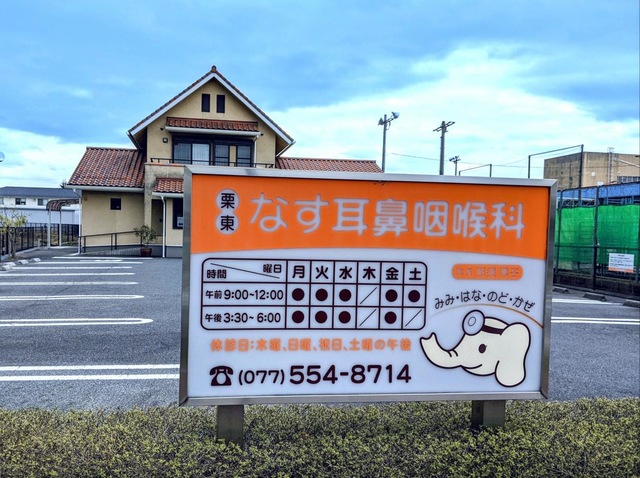 栗東 なす耳鼻咽喉科
時間 曜日 月 火 水 木 金 土
午前 9:00~12:00 ● ● ● ／ ● ●
午後 3:30~ 6:00 ● ● ● ／ ● ／
休診日:木曜、日曜、祝日、土曜の午後
☎ (077) 554-8714
みみ・はな・のど・かぜ